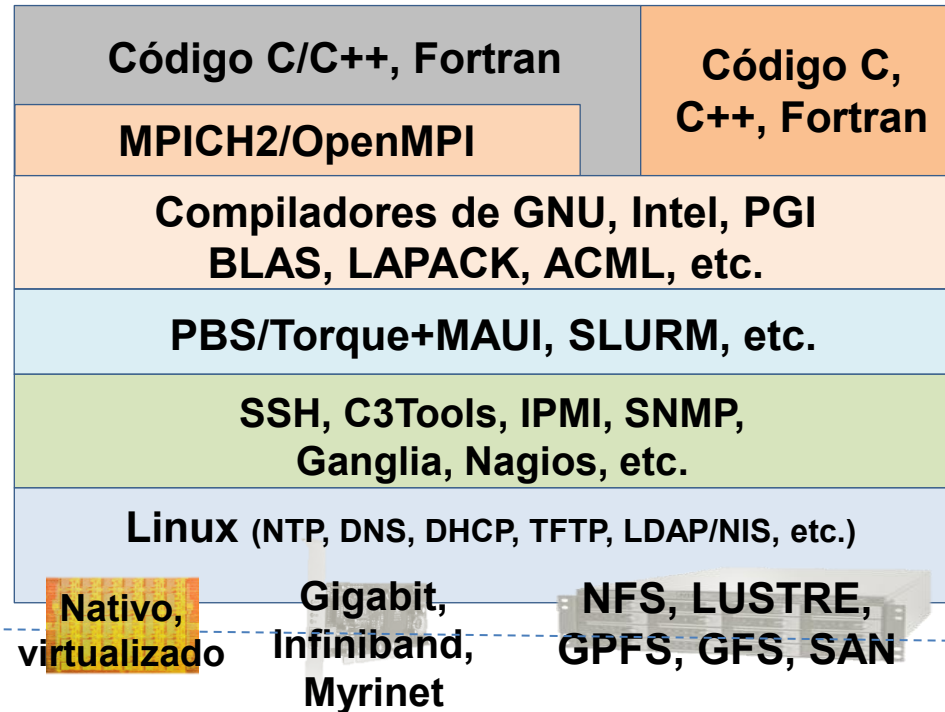 Código C/C++, Fortran
Código C,
C++, Fortran
MPICH2/OpenMPI
Compiladores de GNU, Intel, PGI
BLAS, LAPACK, ACML, etc.
PBS/Torque+MAUI, SLURM, etc.
SSH, C3Tools, IPMI, SNMP,
Ganglia, Nagios, etc.
Linux (NTP, DNS, DHCP, TFTP, LDAP/NIS, etc.)
Nativo,
virtualizado
Gigabit,
Infiniband,
Myrinet
NFS, LUSTRE,
GPFS, GFS, SAN